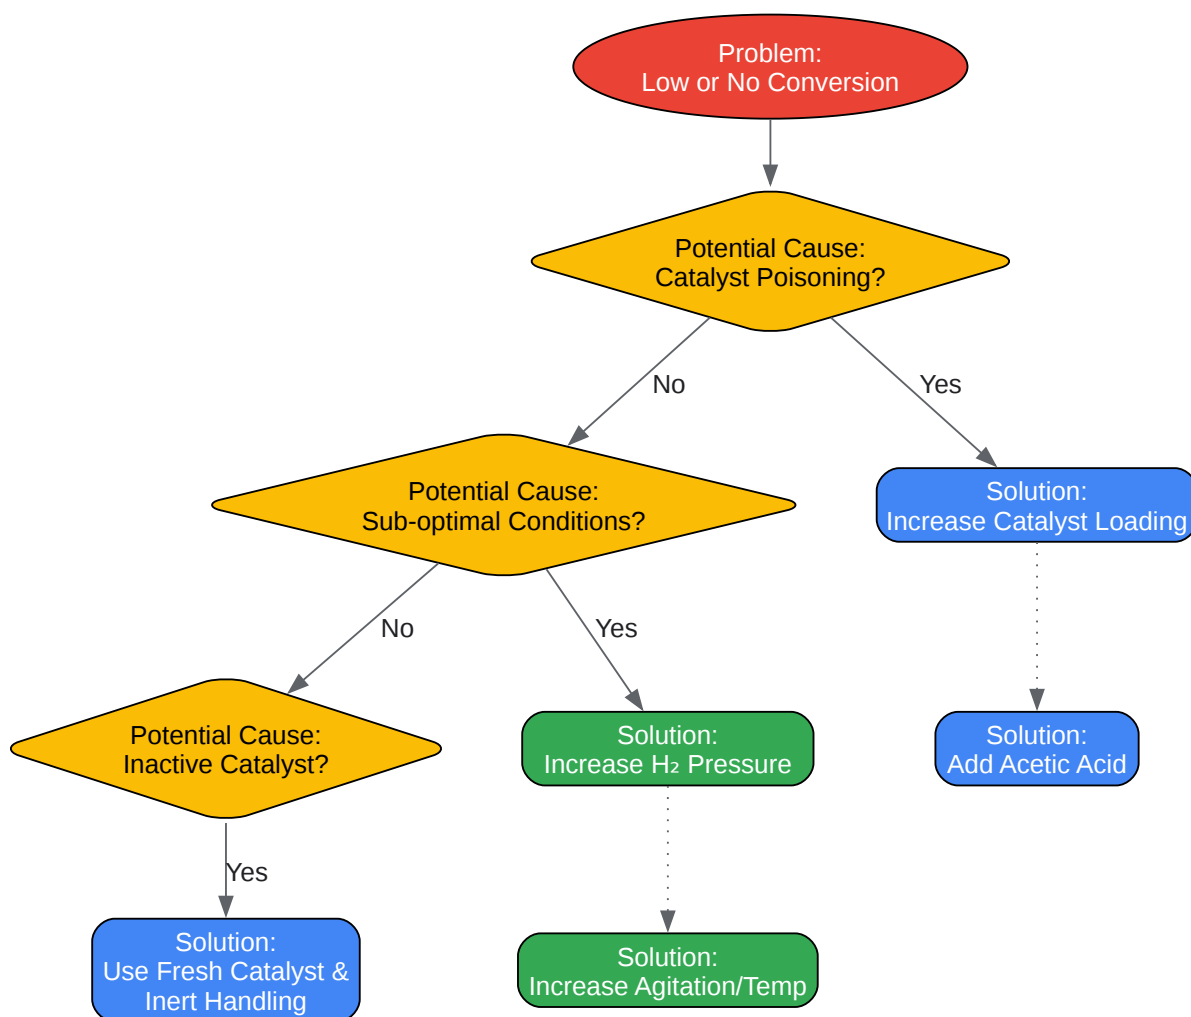 Problem:
Low or No Conversion
Potential Cause:
Catalyst Poisoning?
No
Yes
Potential Cause:
Sub-optimal Conditions?
Solution:
Increase Catalyst Loading
No
Yes
Potential Cause:
Inactive Catalyst?
Solution:
Increase H₂ Pressure
Solution:
Add Acetic Acid
Yes
Solution:
Use Fresh Catalyst &
Inert Handling
Solution:
Increase Agitation/Temp